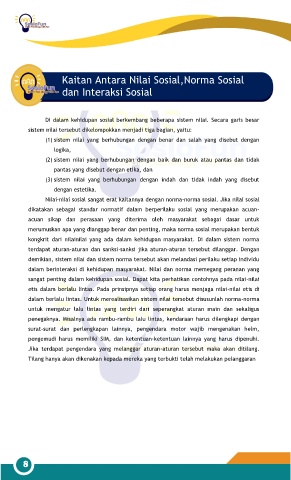 Kaitan Antara Nilai Sosial,Norma Sosial
dan Interaksi Sosial
Di dalam kehidupan sosial berkembang beberapa sistem nilai. Secara garis besar
sistem nilai tersebut dikelompokkan menjadi tiga bagian, yaitu:
(1) sistem nilai yang berhubungan dengan benar dan salah yang disebut dengan
logika,
(2) sistem nilai yang berhubungan dengan baik dan buruk atau pantas dan tidak
pantas yang disebut dengan etika, dan
(3) sistem nilai yang berhubungan dengan indah dan tidak indah yang disebut
dengan estetika.
Nilai-nilai sosial sangat erat kaitannya dengan norma-norma sosial. Jika nilai sosial
dikatakan sebagai standar normatif dalam berperilaku sosial yang merupakan acuan-
acuan sikap dan perasaan yang diterima oleh masyarakat sebagai dasar untuk
merumuskan apa yang dianggap benar dan penting, maka norma sosial merupakan bentuk
kongkrit dari nilainilai yang ada dalam kehidupan masyarakat. Di dalam sistem norma
terdapat aturan-aturan dan sanksi-sanksi jika aturan-aturan tersebut dilanggar. Dengan
demikian, sistem nilai dan sistem norma tersebut akan melandasi perilaku setiap individu
dalam berinteraksi di kehidupan masyarakat. Nilai dan norma memegang peranan yang
sangat penting dalam kehidupan sosial. Dapat kita perhatikan contohnya pada nilai-nilai
etis dalam berlalu lintas. Pada prinsipnya setiap orang harus menjaga nilai-nilai etis di
dalam berlalu lintas. Untuk merealisasikan sistem nilai tersebut disusunlah norma-norma
untuk mengatur lalu lintas yang terdiri dari seperangkat aturan main dan sekaligus
penegaknya. Misalnya ada rambu-rambu lalu lintas, kendaraan harus dilengkapi dengan
surat-surat dan perlengkapan lainnya, pengendara motor wajib mengenakan helm,
pengemudi harus memiliki SIM, dan ketentuan-ketentuan lainnya yang harus dipenuhi.
Jika terdapat pengendara yang melanggar aturan-aturan tersebut maka akan ditilang.
Tilang hanya akan dikenakan kepada mereka yang terbukti telah melakukan pelanggaran
8